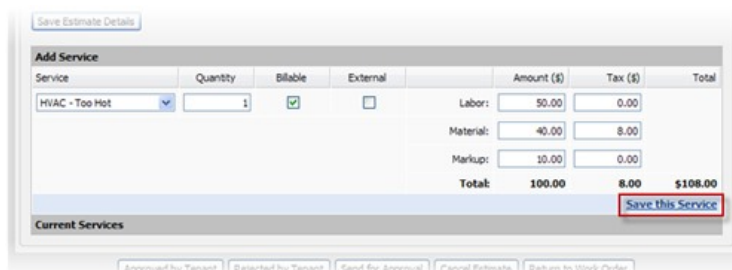 Save Estimate Details
Add Service
Service Quantity Billable External Amount ($) Tax ($) Total
HVAC - Too Hot 1 Labor: 50.00 0.00
Material: 40.00 8.00
Markup: 10.00 0.00
Total: 100.00 8.00 $108.00
Save this Service
Current Services
Approved by Tenant Rejected by Tenant Send for Approval Cancel Estimate Return to Work Order